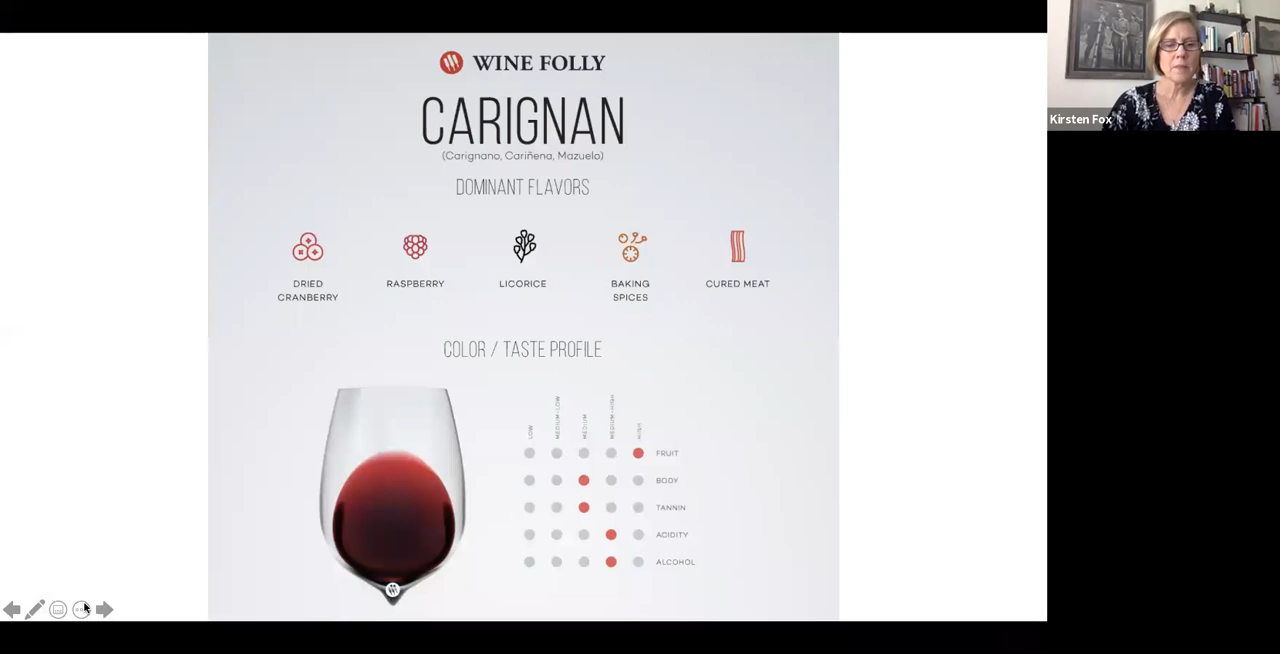 WINE FOLLY
CARIGNAN
(Carignano, Cariñena, Mazuelo)
DOMINANT FLAVORS
DRIED
CRANBERRY
RASPBERRY
LICORICE
BAKING
SPICES
CURED MEAT
COLOR / TASTE PROFILE
LOW
MEDIUM-LOW
MEDIUM
MEDIUM-HIGH
HIGH
FRUIT
BODY
TANNIN
ACIDITY
ALCOHOL
Kirsten Fox